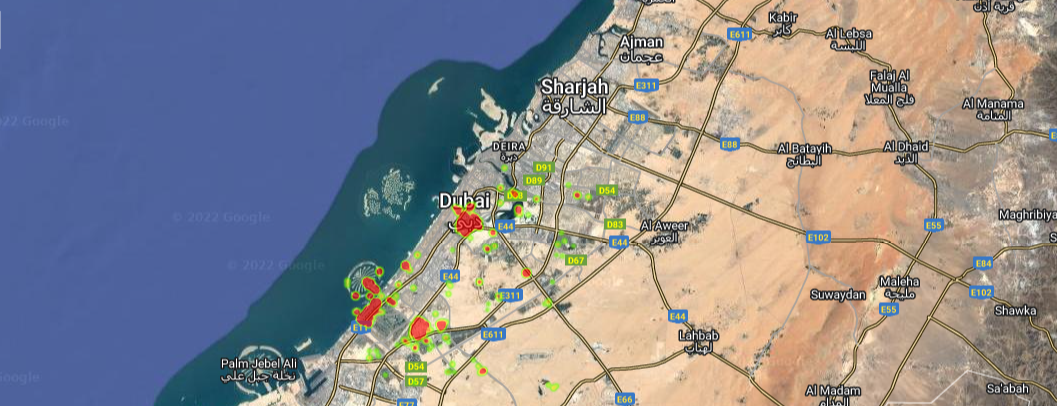 Kabir
كابر
E611
Al Lebsa
اللبسة
Ajman
عجمان
Falaj Al
Mualla
فلج المعلا
E311
Sharjah
الشارقة
Al Manama
المنامة
E88
E88
DEIRA
ديرة
Al Batayih
البطائح
Al Dhaid
الذيد
D91
D89
D54
Dubai
دبي
© 2022 Google
Maghribiya
D83
Al Aweer
العوير
E55
E44
E44
E102
D67
© 2022 Google
E84
E44
Maleha
مليحة
E102
E311
Suwaydan
E55
Shawka
E44
E11
E611
Lahbab
لهباب
Palm Jebel Ali
نخلة جبل علي
D54
D57
Al Madam
المدام
Sa'abah
E77
E66